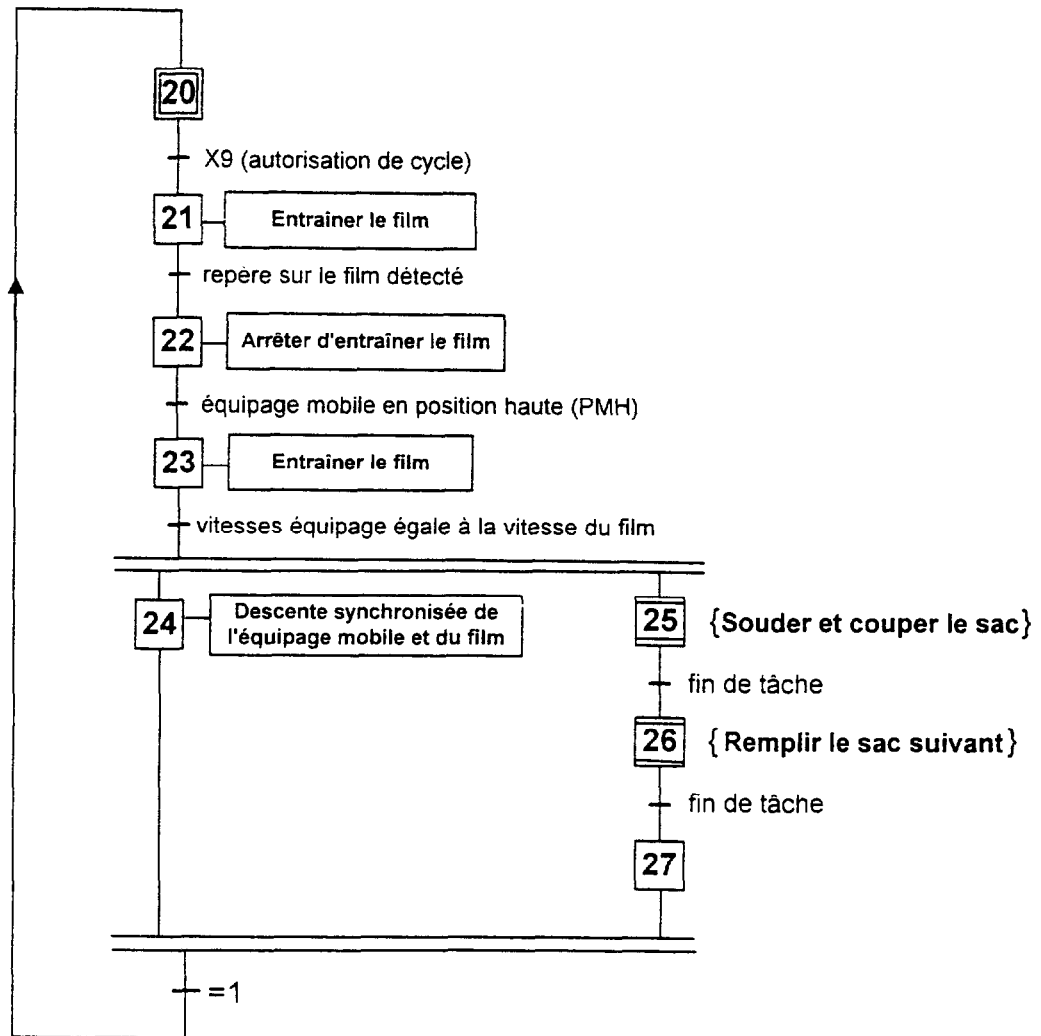 20
X9 (autorisation de cycle)
21
Entraîner le film
repère sur le film détecté
22
Arrêter d'entraîner le film
équipage mobile en position haute (PMH)
23
Entraîner le film
vitesses équipage égale à la vitesse du film
24
Descente synchronisée de
l'équipage mobile et du film
25
{Souder et couper le sac}
fin de tâche
26
{Remplir le sac suivant}
fin de tâche
27
=1